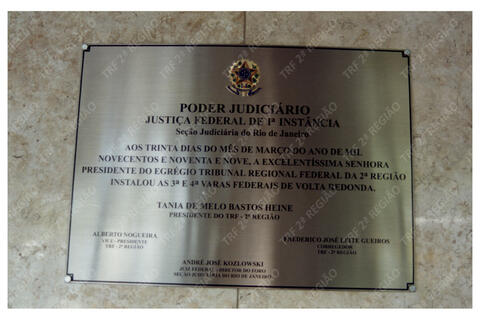 PODER JUDICIÁRIO
JUSTIÇA FEDERAL DE 1ª INSTÂNCIA
Seção Judiciária do Rio de Janeiro
AOS TRINTA DIAS DO MÊS DE MARÇO DO ANO DE MIL
NOVECENTOS E NOVENTA E NOVE, A EXCELENTÍSSIMA SENHORA
PRESIDENTE DO EGRÉGIO TRIBUNAL REGIONAL FEDERAL DA 2ª REGIÃO
INSTALOU AS 3ª E 4ª VARAS FEDERAIS DE VOLTA REDONDA.
TANIA DE MELO BASTOS HEINE
PRESIDENTE DO TRF - 2ª REGIÃO
ALBERTO NOGUEIRA
VICE - PRESIDENTE
TRF - 2ª REGIÃO
FREDERICO JOSÉ LEITE GUEIROS
CORREGEDOR
TRF - 2ª REGIÃO
ANDRÉ JOSÉ KOZLOWSKI
JUIZ FEDERAL - DIRETOR DO FORO
SEÇÃO JUDICIÁRIA DO RIO DE JANEIRO
TRF 2ª REGIÃO